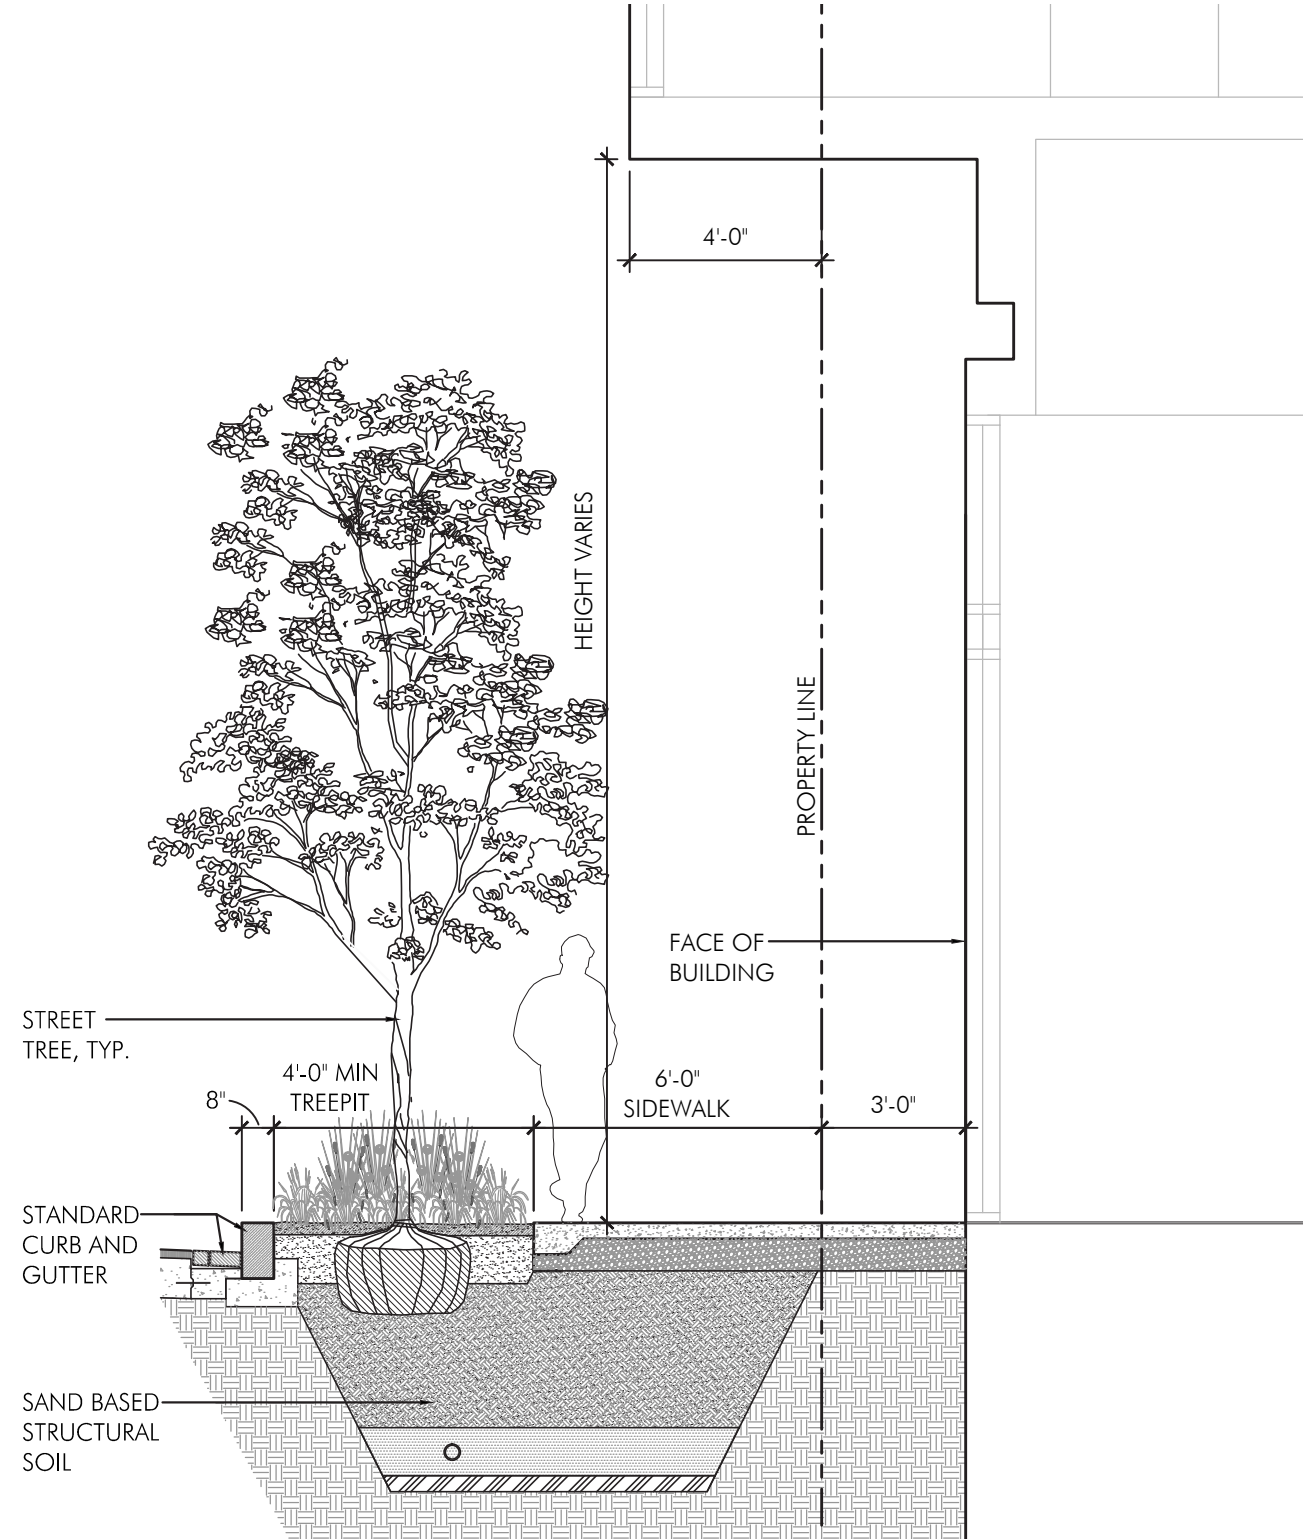 4'-0"
HEIGHT VARIES
PROPERTY LINE
FACE OF
BUILDING
STREET
TREE, TYP.
8"
4'-0" MIN
TREEPIT
6'-0"
SIDEWALK
3'-0"
STANDARD
CURB AND
GUTTER
SAND BASED
STRUCTURAL
SOIL